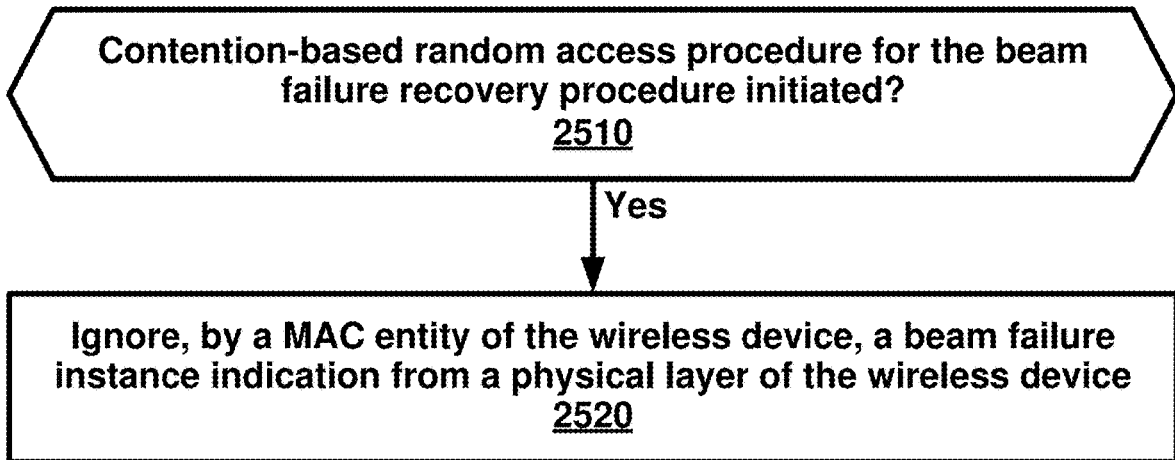 Contention-based random access procedure for the beam
failure recovery procedure initiated?
2510
Yes
Ignore, by a MAC entity of the wireless device, a beam failure
instance indication from a physical layer of the wireless device
2520